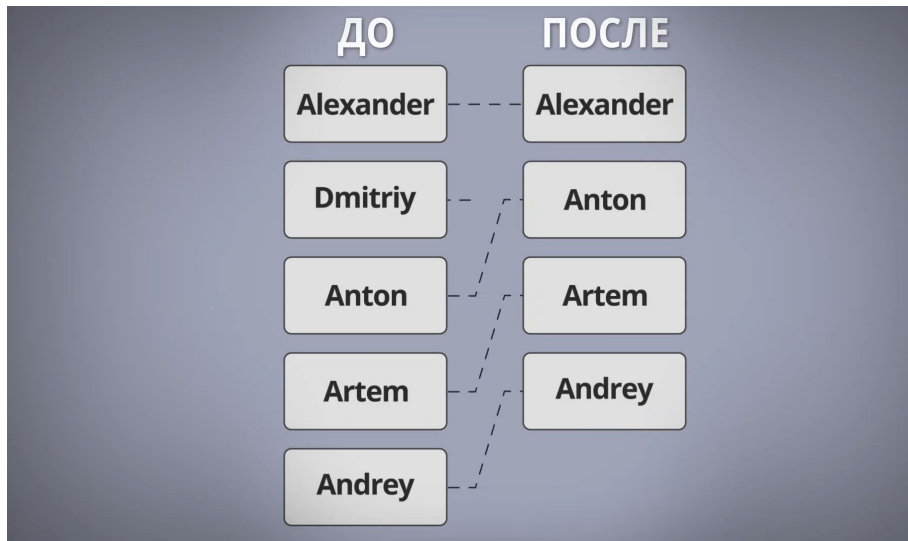 ДО
ПОСЛЕ
Alexander
Alexander
Dmitriy
Anton
Anton
Artem
Artem
Andrey
Andrey